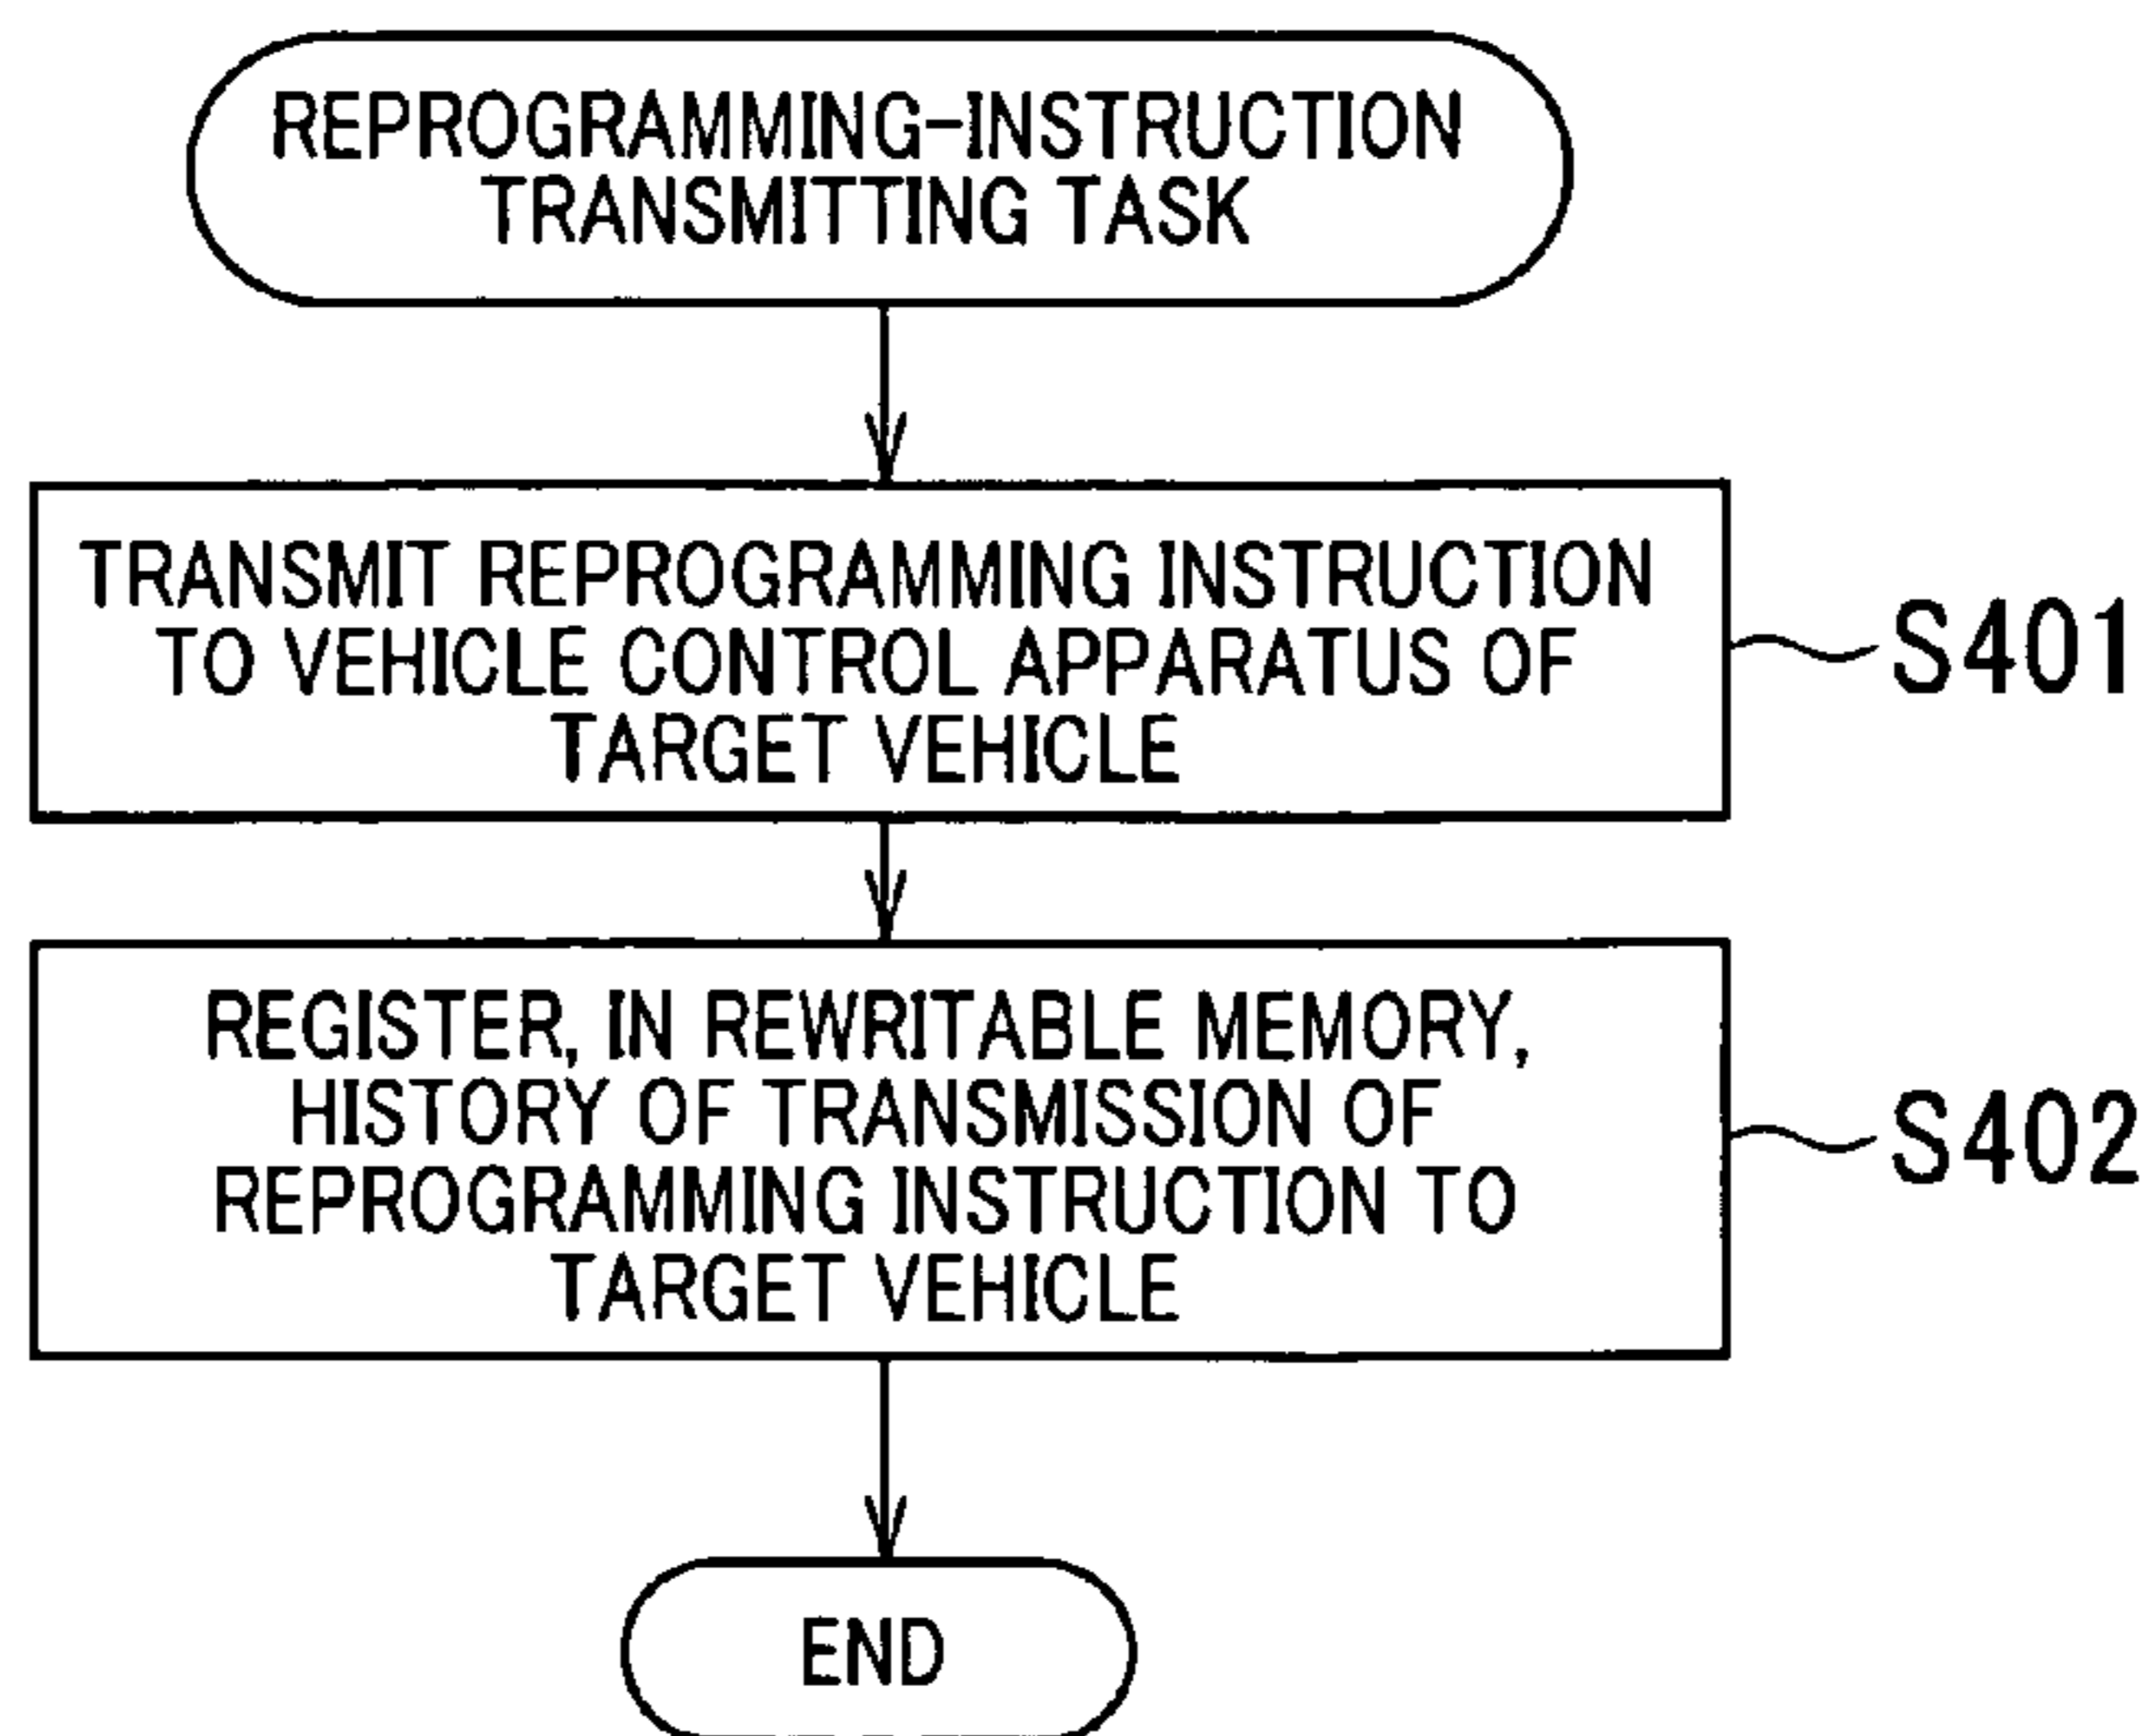 REPROGRAMMING-INSTRUCTION
TRANSMITTING TASK
TRANSMIT REPROGRAMMING INSTRUCTION
TO VEHICLE CONTROL APPARATUS OF
TARGET VEHICLE
S401
REGISTER, IN REWRITABLE MEMORY,
HISTORY OF TRANSMISSION OF
REPROGRAMMING INSTRUCTION TO
TARGET VEHICLE
S402
END